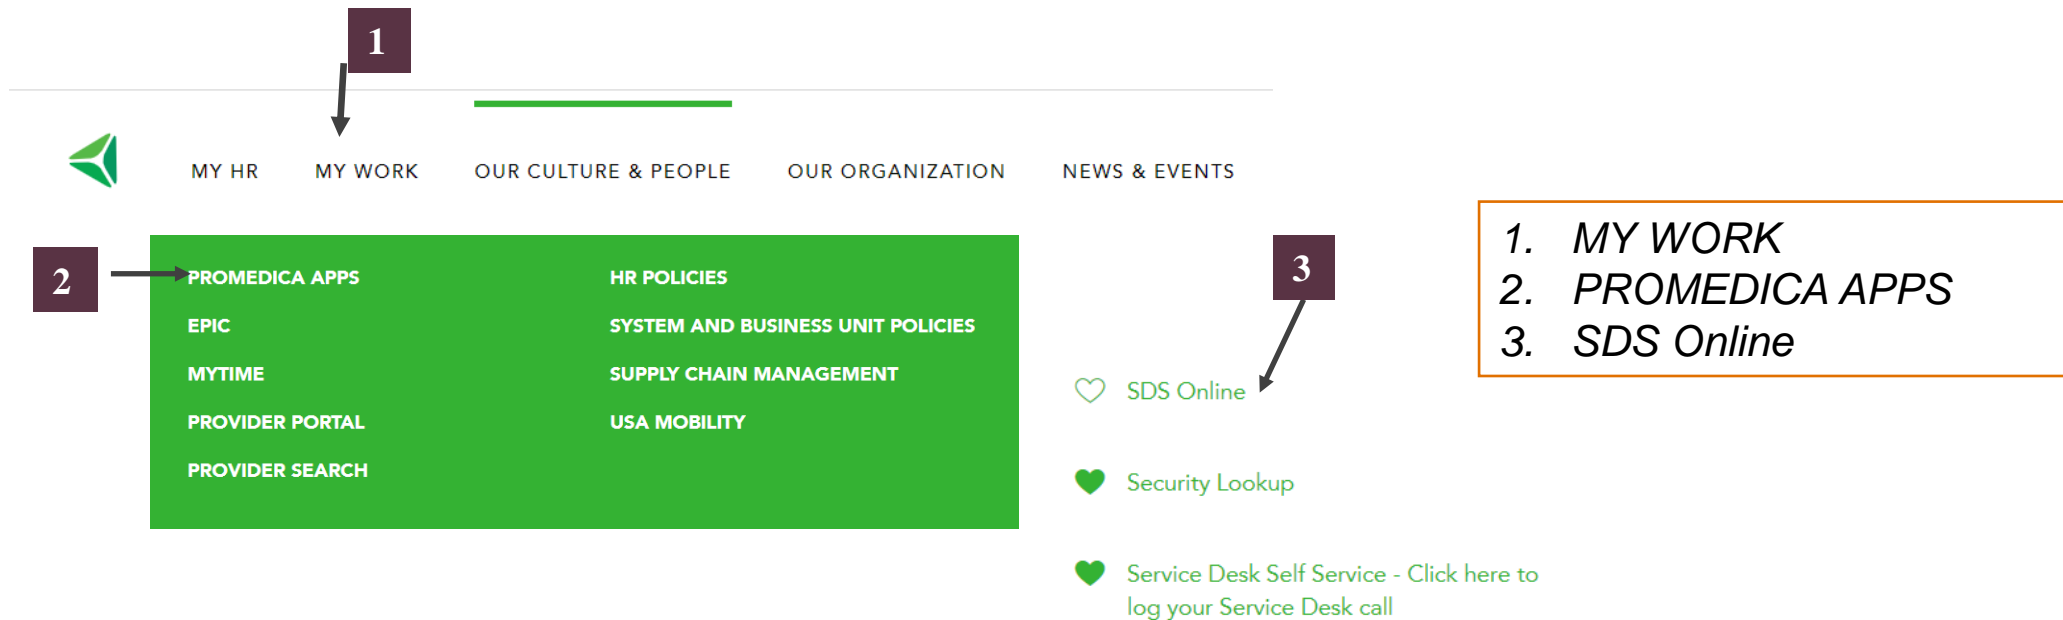 1
MY HR
MY WORK
OUR CULTURE & PEOPLE
OUR ORGANIZATION
NEWS & EVENTS
2
PROMEDICA APPS
EPIC
MYTIME
PROVIDER PORTAL
PROVIDER SEARCH
HR POLICIES
SYSTEM AND BUSINESS UNIT POLICIES
SUPPLY CHAIN MANAGEMENT
USA MOBILITY
3
SDS Online
Security Lookup
Service Desk Self Service - Click here to
log your Service Desk call
1. MY WORK
2. PROMEDICA APPS
3. SDS Online